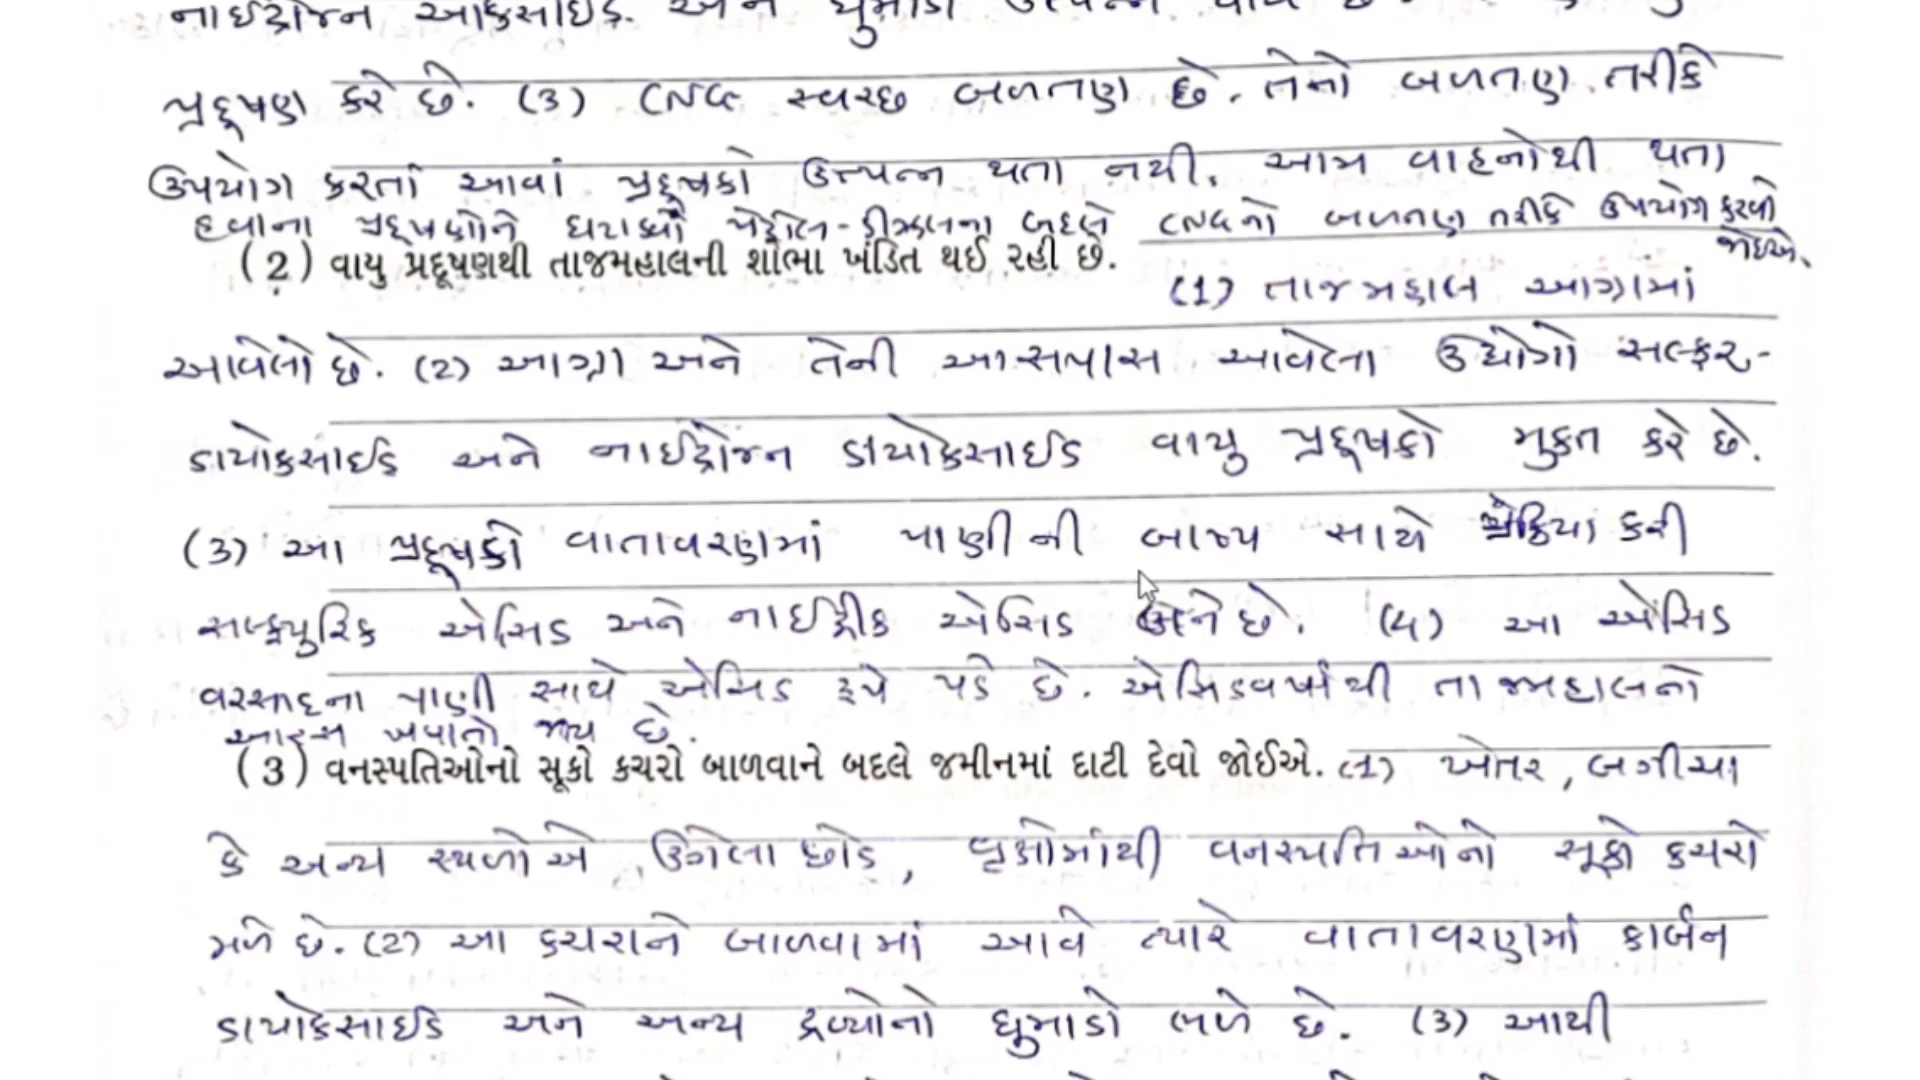 નાઈટ્રોજન ઓક્સાઈડ અને ધુમાડો ઉત્પન્ન
પ્રદૂષણ કરે છે. (૩) CNG સ્વચ્છ બળતણ છે. તેનો બળતણ તરીકે
ઉપયોગ કરતાં આવાં પ્રદૂષકો ઉત્પન્ન થતા નથી. આમ વાહનોથી થતા
હવાના પ્રદૂષકોને ઘટાડવા પેટ્રોલ-ડીઝલના બદલે CNG નો બળતણ તરીકે ઉપયોગ કરવો
જોઇએ.
(2) વાયુ પ્રદૂષણથી તાજમહાલની શોભા ખંડિત થઈ રહી છે.
(1) તાજમહાલ આગ્રામાં
આવેલો છે. (2) આગ્રા અને તેની આસપાસ આવેલા ઉદ્યોગો સલ્ફર-
ડાયોક્સાઈડ અને નાઈટ્રોજન ડાયોક્સાઈડ વાયુ પ્રદૂષકો મુક્ત કરે છે.
(3) આ પ્રદૂષકો વાતાવરણમાં પાણીની બાષ્પ સાથે પ્રક્રિયા કરી
સલ્ફ્યુરિક એસિડ અને નાઈટ્રીક એસિડ બને છે. (4) આ એસિડ
વરસાદના પાણી સાથે એસિડ રૂપે પડે છે. એસિડવર્ષાથી તાજમહાલનો
આરસ ખવાતો જાય છે.
(3) વનસ્પતિઓનો સૂકો કચરો બાળવાને બદલે જમીનમાં દાટી દેવો જોઈએ. (1) ખેતર, બગીચા
કે અન્ય સ્થળોએ ઉગેલા છોડ, વૃક્ષોમાંથી વનસ્પતિઓનો સૂકો કચરો
મળે છે. (2) આ કચરાને બાળવામાં આવે ત્યારે વાતાવરણમાં કાર્બન
ડાયોક્સાઈડ અને અન્ય દ્રવ્યોનો ધુમાડો ભળે છે. (3) આથી